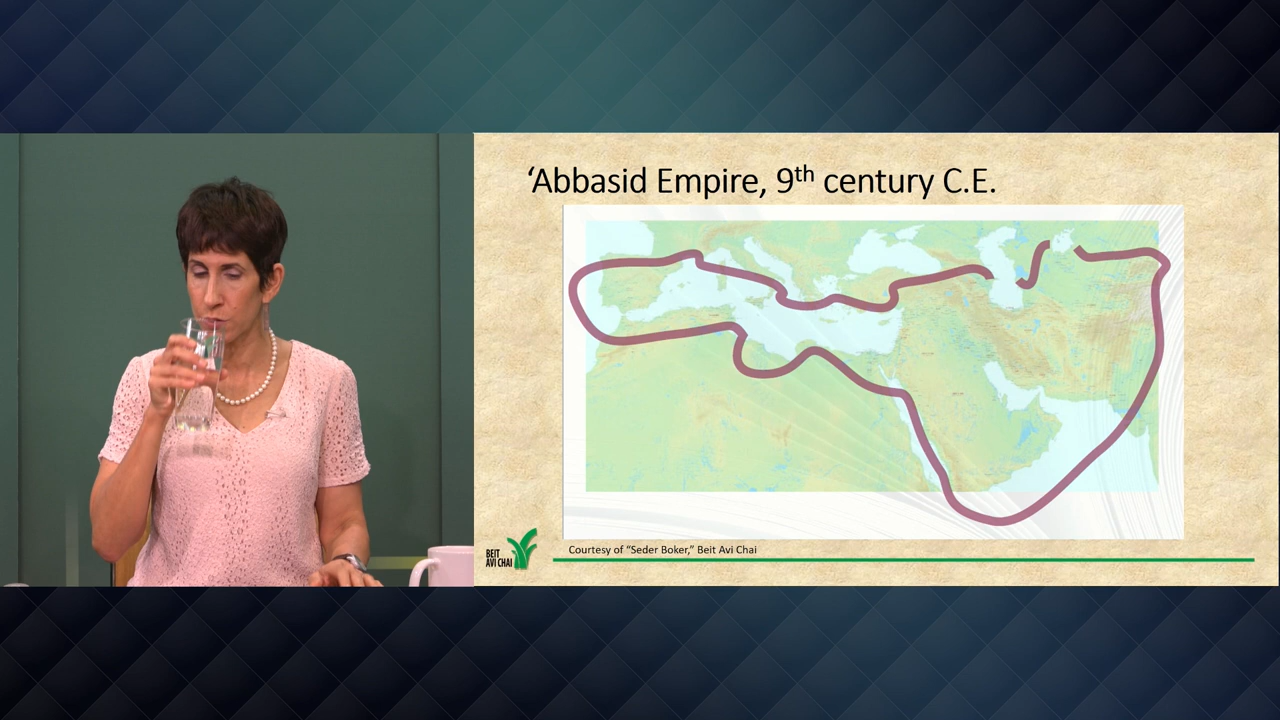 ‘Abbasid Empire, 9th century C.E.
BEIT
AVI CHAI
Courtesy of “Seder Boker,” Beit Avi Chai